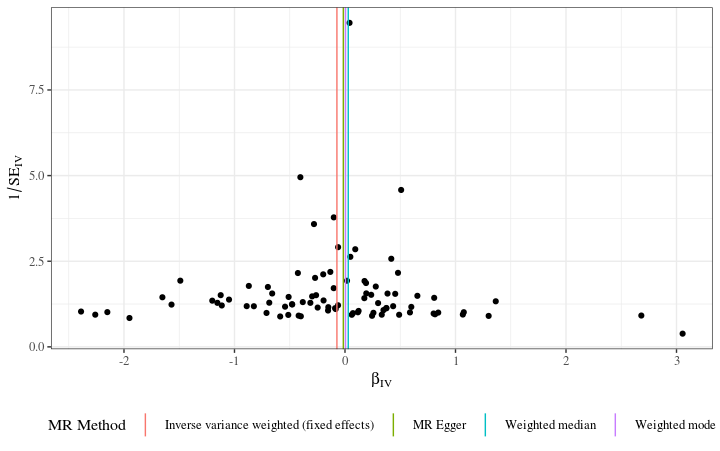 7.5
5.0
2.5
0.0
1/SE_IV
-2 -1 0 1 2 3
β_IV
MR Method Inverse variance weighted (fixed effects) MR Egger Weighted median Weighted mode